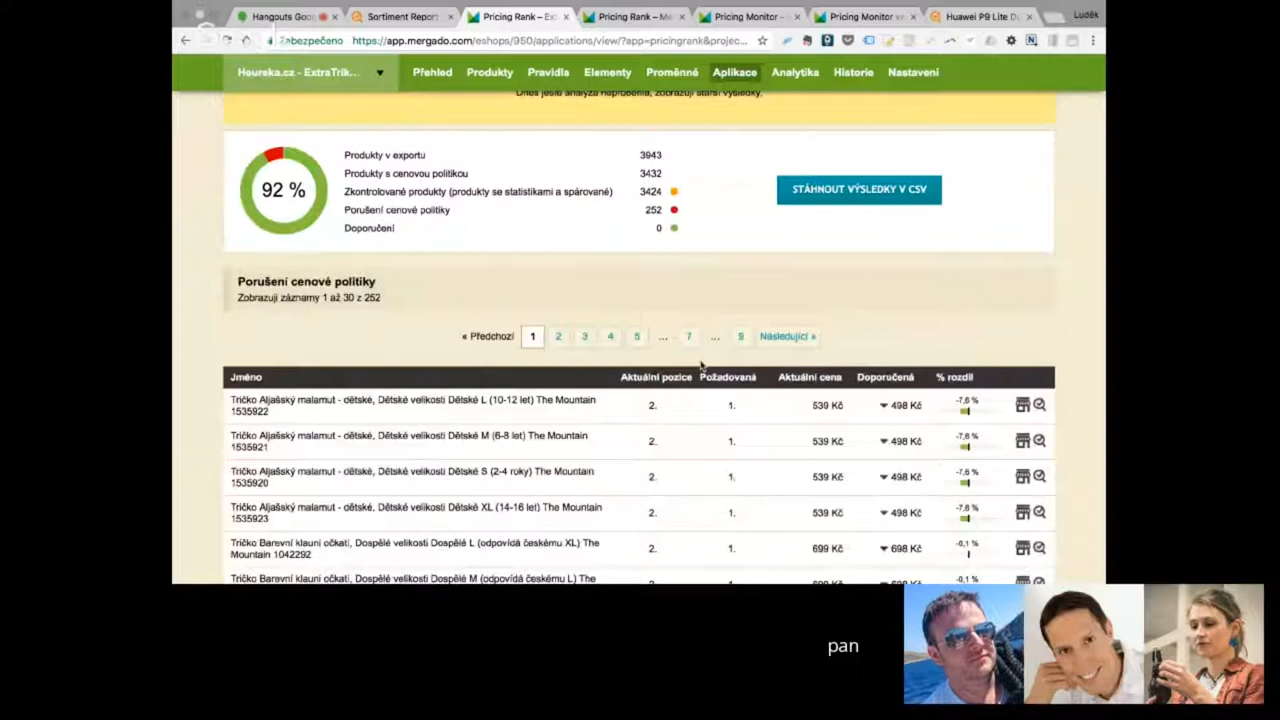 Hangouts Goo
Sortiment Report
Pricing Rank – Ex
Pricing Rank – Me
Pricing Monitor –
Pricing Monitor ve
Huawei P9 Lite Du
Luděk
Zabezpečeno https://app.mergado.com/eshops/950/applications/view/?app=pricingrank&projec...
Heureka.cz - ExtraTrik...
Přehled
Produkty
Pravidla
Elementy
Proměnné
Aplikace
Analytika
Historie
Nastavení
Dnes ještě analýza neproběhla, zobrazuji starší výsledky.
92 %
Produkty v exportu 3943
Produkty s cenovou politikou 3432
Zkontrolované produkty (produkty se statistikami a spárované) 3424
Porušení cenové politiky 252
Doporučení 0
STÁHNOUT VÝSLEDKY V CSV
Porušení cenové politiky
Zobrazuji záznamy 1 až 30 z 252
« Předchozí 1 2 3 4 5 ... 7 ... 9 Následující »
Jméno Aktuální pozice Požadovaná Aktuální cena Doporučená % rozdíl
Tričko Aljašský malamut - dětské, Dětské velikosti Dětské L (10-12 let) The Mountain
1535922
2. 1. 539 Kč 498 Kč -7,6 %
Tričko Aljašský malamut - dětské, Dětské velikosti Dětské M (6-8 let) The Mountain
1535921
2. 1. 539 Kč 498 Kč -7,6 %
Tričko Aljašský malamut - dětské, Dětské velikosti Dětské S (2-4 roky) The Mountain
1535920
2. 1. 539 Kč 498 Kč -7,6 %
Tričko Aljašský malamut - dětské, Dětské velikosti Dětské XL (14-16 let) The Mountain
1535923
2. 1. 539 Kč 498 Kč -7,6 %
Tričko Barevní klauni očkatí, Dospělé velikosti Dospělé L (odpovídá českému XL) The
Mountain 1042292
2. 1. 699 Kč 698 Kč -0,1 %
Tričko Barevní klauni očkatí, Dospělé velikosti Dospělé M (odpovídá českému L) The
2. 1. 699 Kč 698 Kč -0,1 %
pan